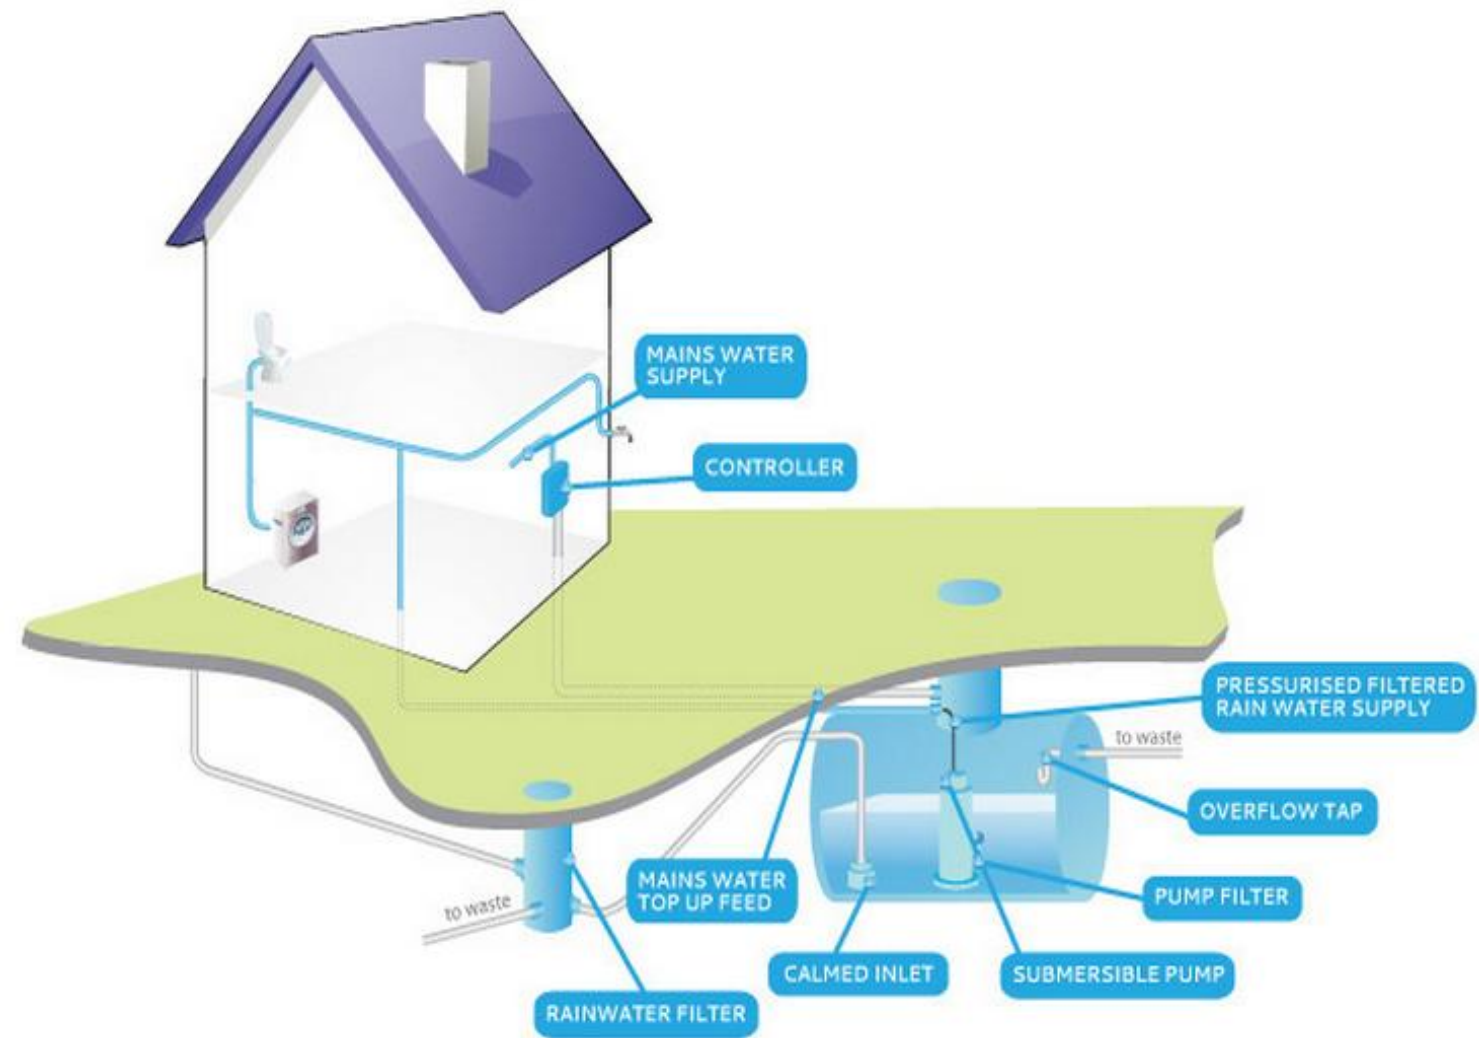 MAINS WATER
SUPPLY
CONTROLLER
PRESSURISED FILTERED
RAIN WATER SUPPLY
to waste
OVERFLOW TAP
MAINS WATER
TOP UP FEED
PUMP FILTER
to waste
CALMED INLET
SUBMERSIBLE PUMP
RAINWATER FILTER